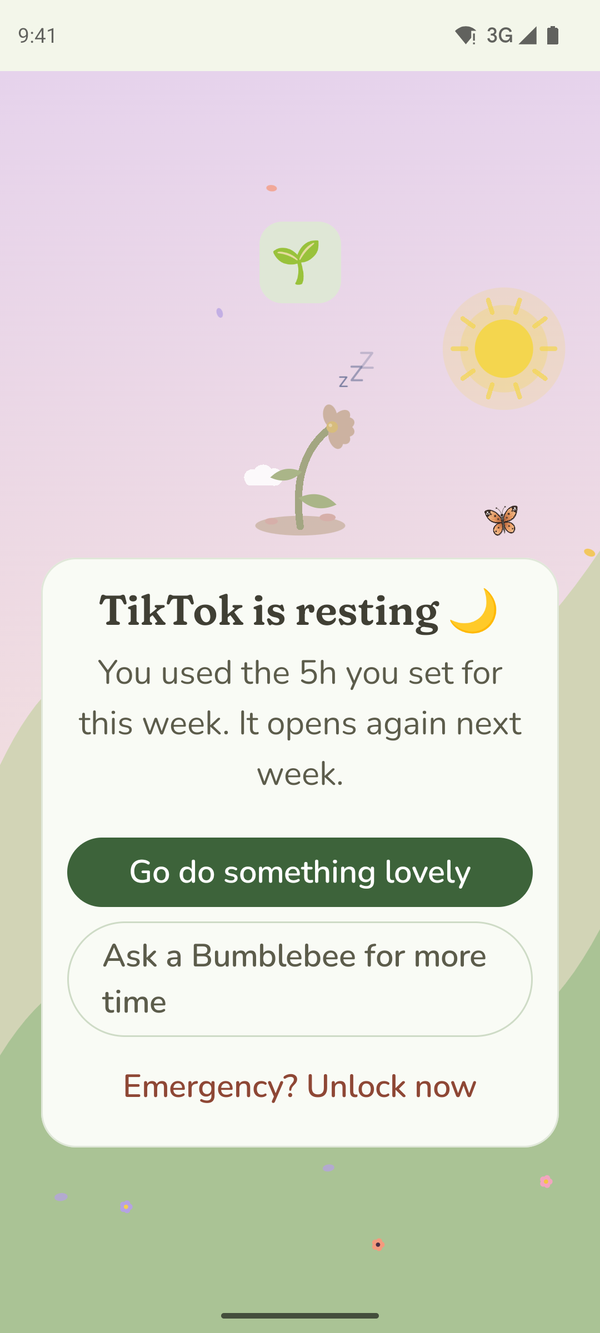 9:41
3G
z
Z
Z
TikTok is resting 🌙
You used the 5h you set for
this week. It opens again next
week.
Go do something lovely
Ask a Bumblebee for more
time
Emergency? Unlock now